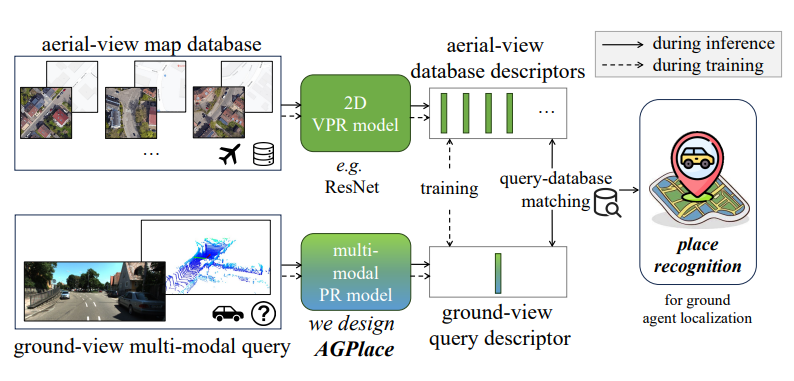 aerial-view map database
...
2D
VPR model
e.g.
ResNet
aerial-view
database descriptors
...
during inference
during training
training
query-database
matching
place
recognition
for ground
agent localization
?
ground-view multi-modal query
multi-
modal
PR model
we design
AGPlace
ground-view
query descriptor